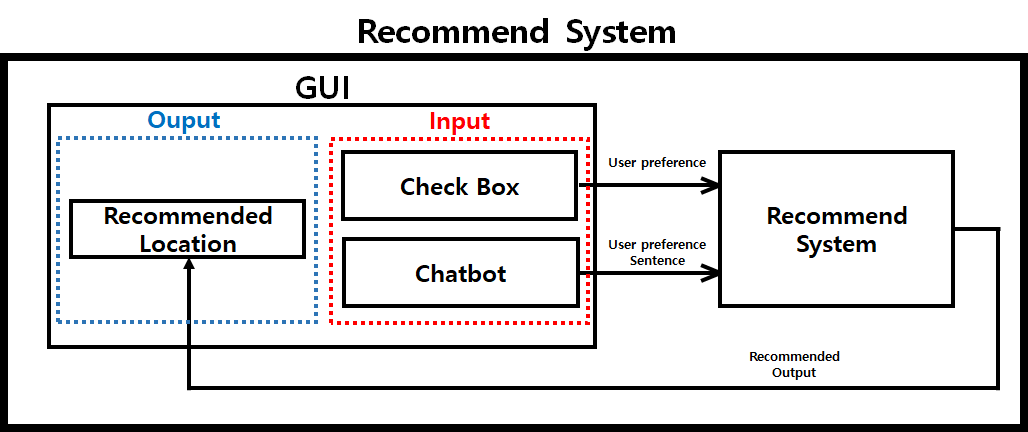 Recommend System
GUI
Ouput
Input
Recommended
Location
Check Box
Chatbot
User preference
User preference
Sentence
Recommend
System
Recommended
Output